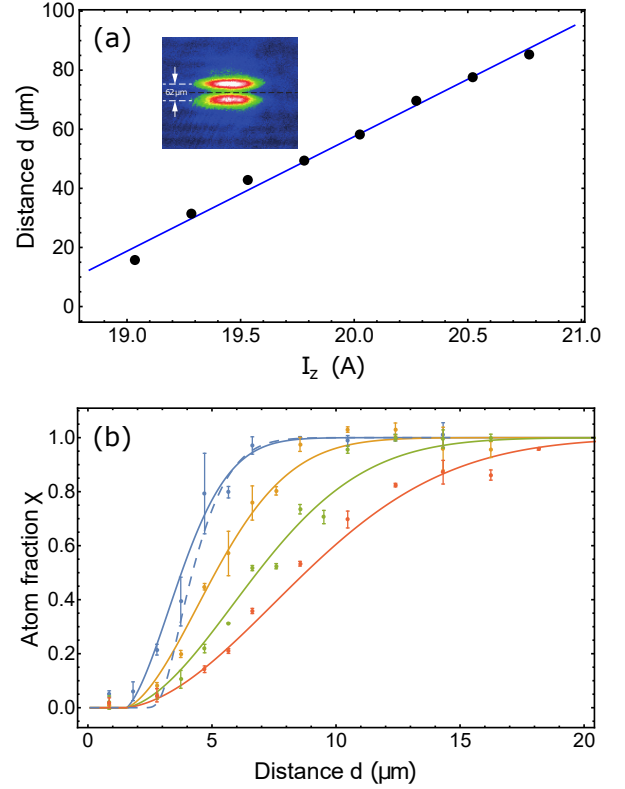 (a)
100
80
60
40
20
0
Distance d (μm)
62μm
19.0 19.5 20.0 20.5 21.0
I_z (A)
(b)
1.0
0.8
0.6
0.4
0.2
0.0
Atom fraction χ
0 5 10 15 20
Distance d (μm)